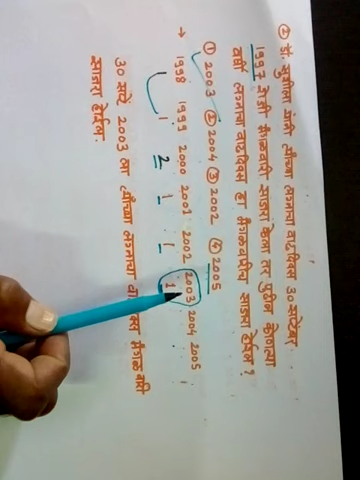 ② डॉ. सुशीला यांनी त्यांच्या लग्नाचा वाढदिवस 30 सप्टेंबर
1997 रोजी मंगळवारी साजरा केला तर पुढील कोणत्या
वर्षी लग्नाचा वाढदिवस हा मंगळवारीच साजरा होईल ?
① 2003 ② 2004 ③ 2002 ④ 2005
→ 1998 1999 2000 2001 2002 2003 2004 2005
1 1 2 1 1 1
30 सप्टें 2003 ला त्यांच्या लग्नाचा मंगळवारी
साजरा होईल.